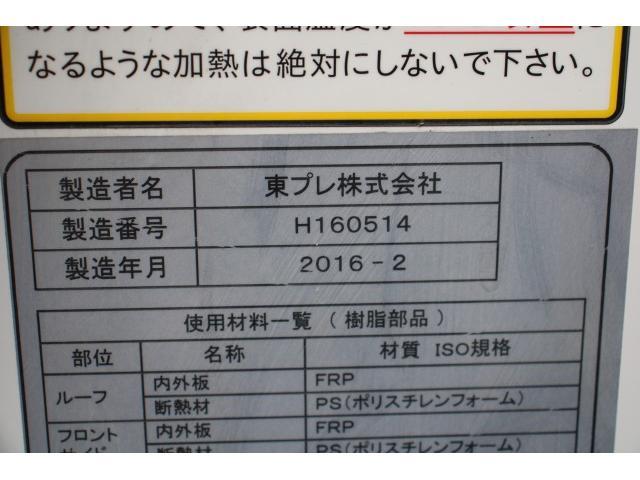 なるような加熱は絶対にしないで下さい。
製造者名 東プレ株式会社
製造番号 H160514
製造年月 2016-2
使用材料一覧 ( 樹脂部品 )
部位 名称 材質 ISO規格
ルーフ 内外板 FRP
断熱材 PS(ポリスチレンフォーム)
フロント 内外板 FRP
断熱材 PS(ポリスチレンフォーム)